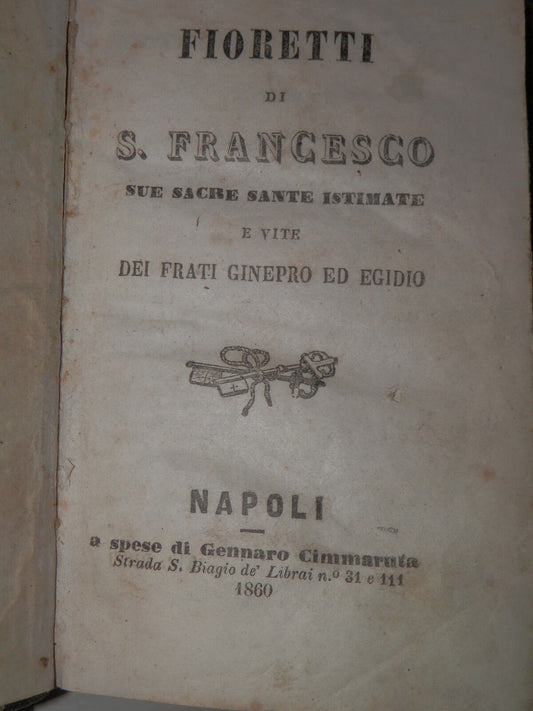 FIORETTI
DI
S. FRANCESCO
SUE SACRE SANTE ISTIMATE
E VITE
DEI FRATI GINEPRO ED EGIDIO
NAPOLI
a spese di Gennaro Cimmaruta
Strada S. Biagio de' Librai n.o 31 e 111
1860